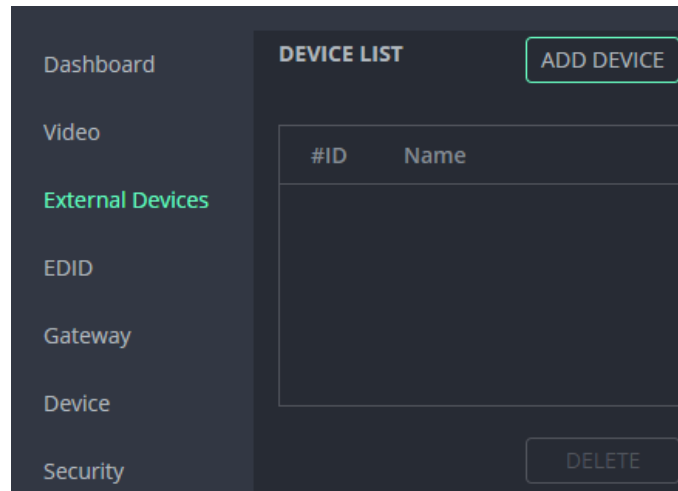 Dashboard
Video
External Devices
EDID
Gateway
Device
Security
DEVICE LIST
ADD DEVICE
#ID Name
DELETE